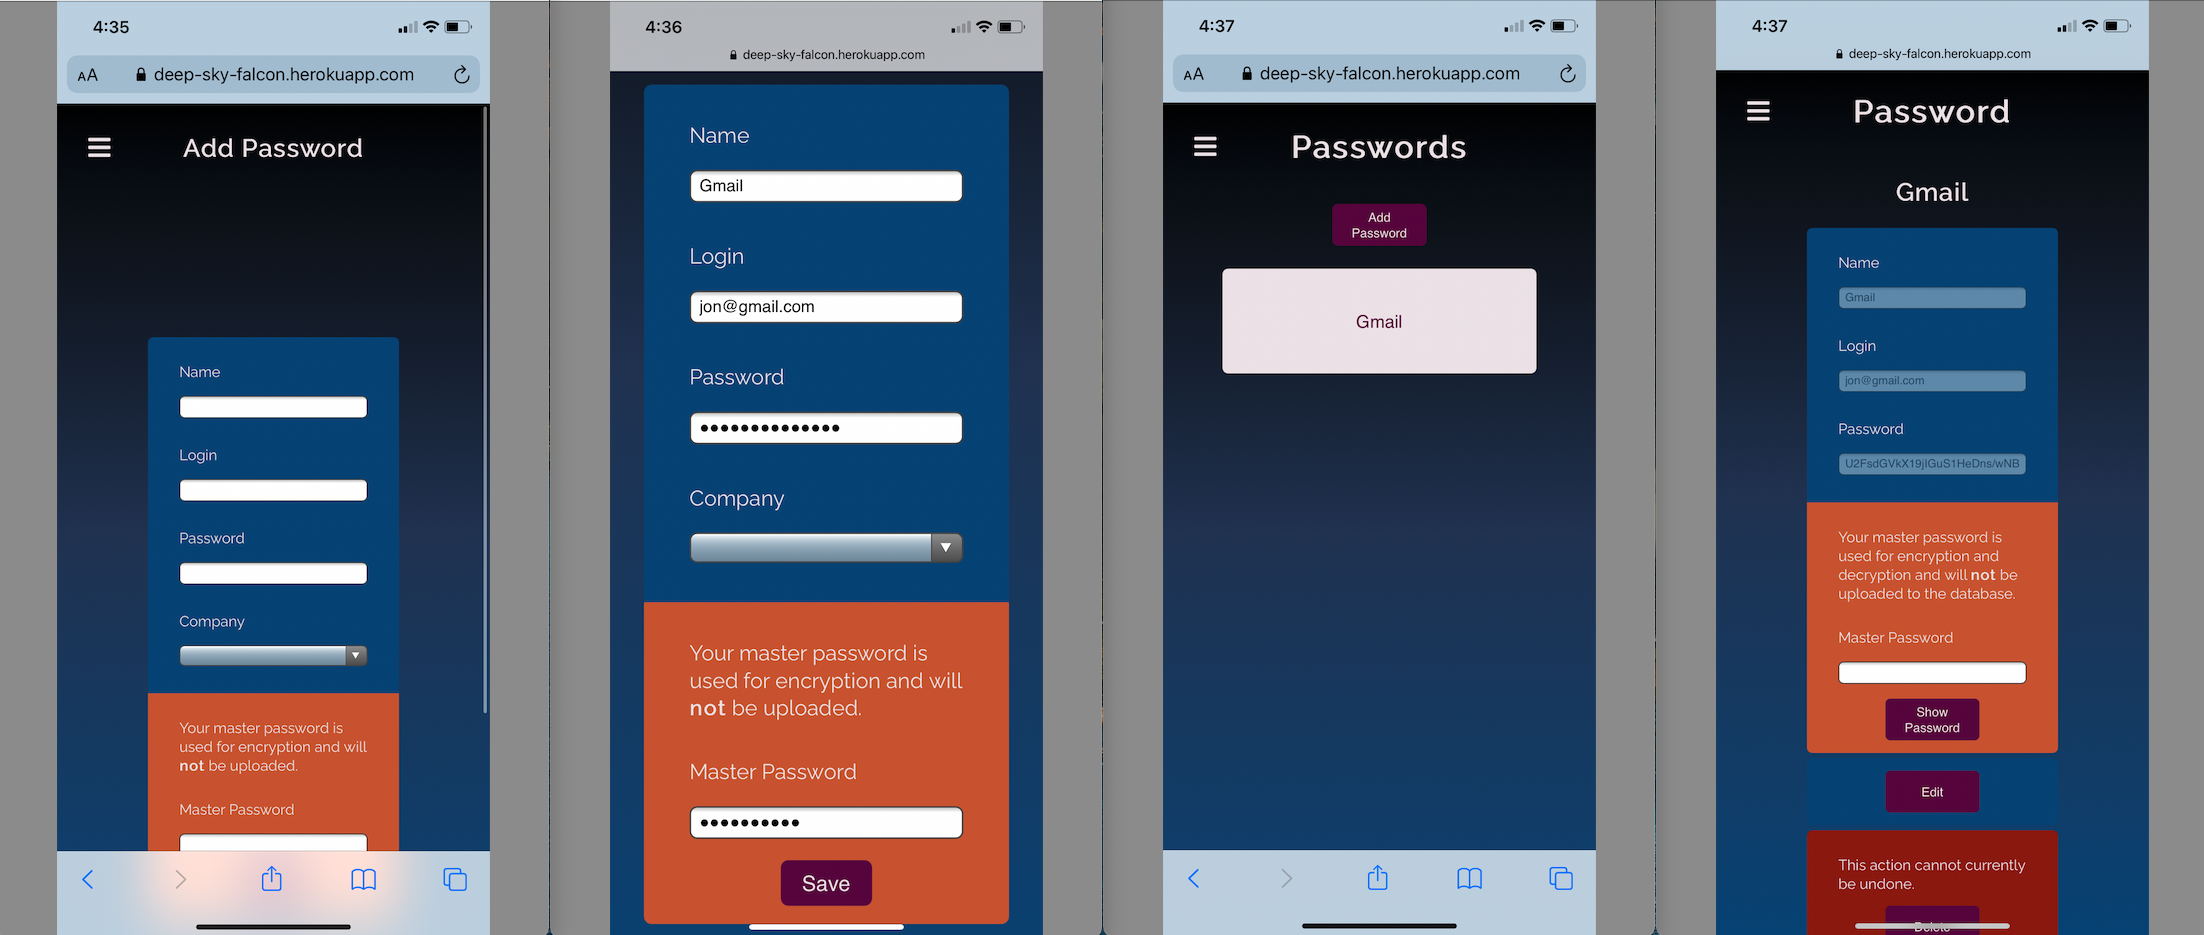 4:35
AA deep-sky-falcon.herokuapp.com
Add Password
Name
Login
Password
Company
Your master password is
used for encryption and will
not be uploaded.
Master Password
4:36
deep-sky-falcon.herokuapp.com
Name
Gmail
Login
jon@gmail.com
Password
Company
Your master password is
used for encryption and will
not be uploaded.
Master Password
Save
4:37
AA deep-sky-falcon.herokuapp.com
Passwords
Add
Password
Gmail
4:37
deep-sky-falcon.herokuapp.com
Password
Gmail
Name
Gmail
Login
jon@gmail.com
Password
U2FsdGVkX19jIGuS1HeDns/wNB
Your master password is
used for encryption and
decryption and will not be
uploaded to the database.
Master Password
Show
Password
Edit
This action cannot currently
be undone.
Delete